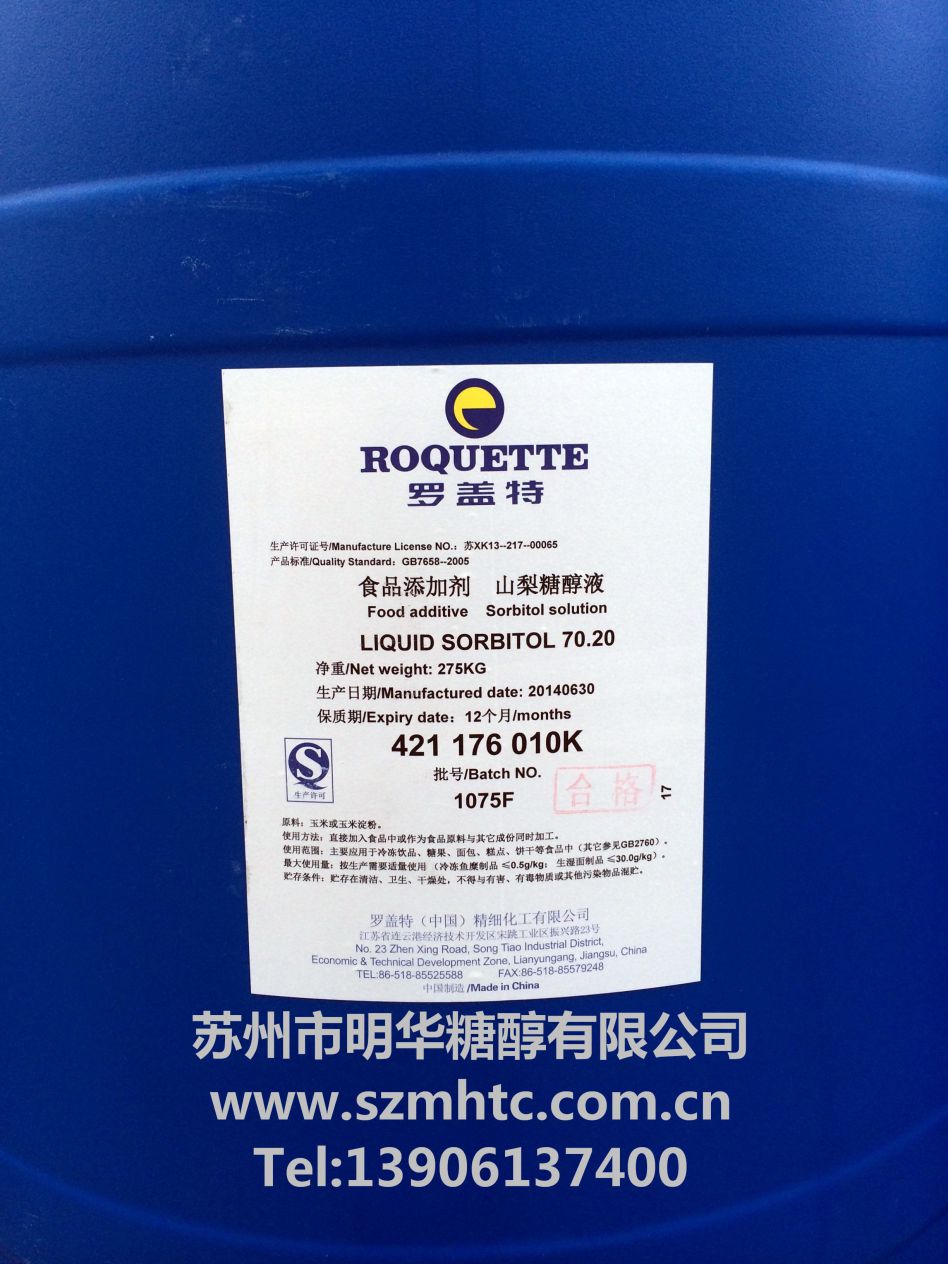 ROQUETTE
罗盖特
生产许可证号/Manufacture License NO.：苏XK13--217--00065
产品标准/Quality Standard：GB7658--2005
食品添加剂 山梨糖醇液
Food additive Sorbitol solution
LIQUID SORBITOL 70.20
净重/Net weight: 275KG
生产日期/Manufactured date: 20140630
保质期/Expiry date：12个月/months
421 176 010K
批号/Batch NO.
1075F
生产许可
合格
17
原料：玉米或玉米淀粉。
使用方法：直接加入食品中或作为食品原料与其它成份同时加工。
使用范围：主要应用于冷冻饮品、糖果、面包、糕点、饼干等食品中（其它参见GB2760）。
最大使用量：按生产需要适量使用（冷冻鱼糜制品 ≤0.5g/kg；生湿面制品 ≤30.0g/kg）。
贮存条件：贮存在清洁、卫生、干燥处，不得与有害、有毒物质或其他污染物品混贮。
罗盖特（中国）精细化工有限公司
江苏省连云港经济技术开发区宋跳工业区振兴路23号
No. 23 Zhen Xing Road, Song Tiao Industrial District,
Economic & Technical Development Zone, Lianyungang, Jiangsu, China
TEL:86-518-85525588 FAX:86-518-85579248
中国制造/Made in China
苏州市明华糖醇有限公司
www.szmhtc.com.cn
Tel:13906137400